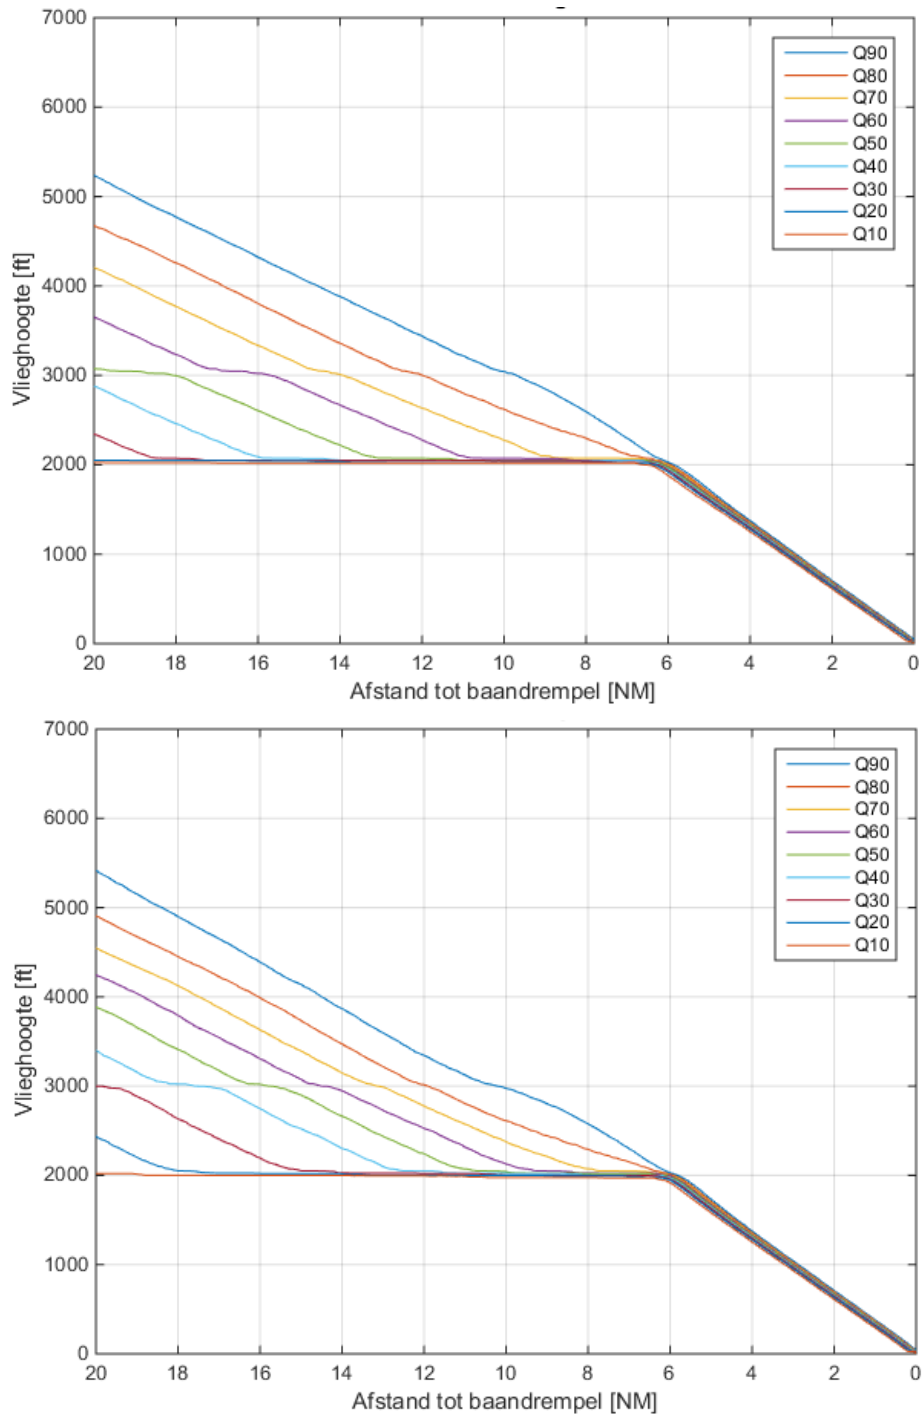 7000
6000
5000
4000
3000
2000
1000
0
Vlieghoogte [ft]
Q90
Q80
Q70
Q60
Q50
Q40
Q30
Q20
Q10
20 18 16 14 12 10 8 6 4 2 0
Afstand tot baandrempel [NM]
7000
6000
5000
4000
3000
2000
1000
0
Vlieghoogte [ft]
Q90
Q80
Q70
Q60
Q50
Q40
Q30
Q20
Q10
20 18 16 14 12 10 8 6 4 2 0
Afstand tot baandrempel [NM]